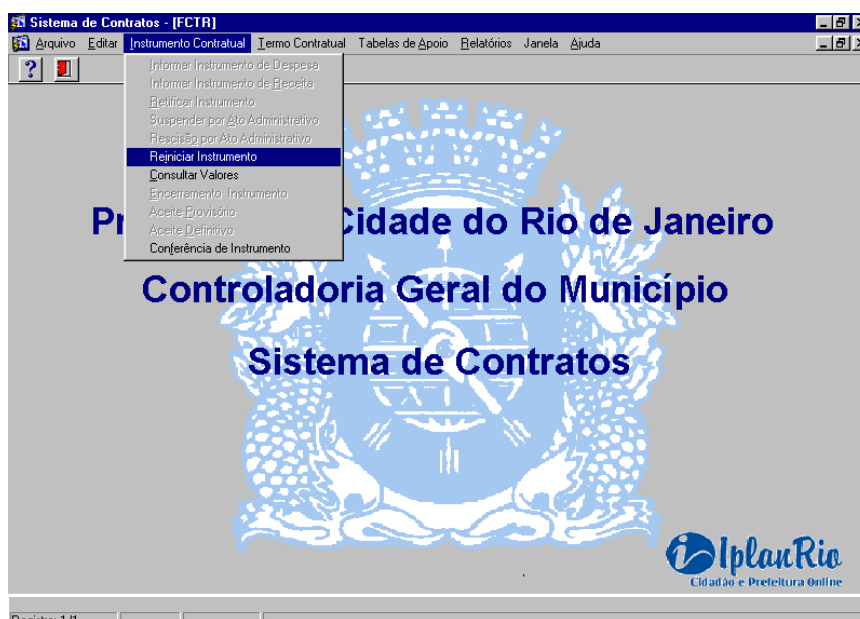 Sistema de Contratos - [FCTR]
Arquivo Editar Instrumento Contratual Termo Contratual Tabelas de Apoio Relatórios Janela Ajuda
?
Informar Instrumento de Despesa
Informar Instrumento de Receita
Retificar Instrumento
Suspender por Ato Administrativo
Rescisão por Ato Administrativo
Reiniciar Instrumento
Consultar Valores
Encerramento Instrumento
Aceite Provisório
Aceite Definitivo
Conferência de Instrumento
Cidade do Rio de Janeiro
Controladoria Geral do Município
Sistema de Contratos
IplanRio
Cidadão e Prefeitura Online